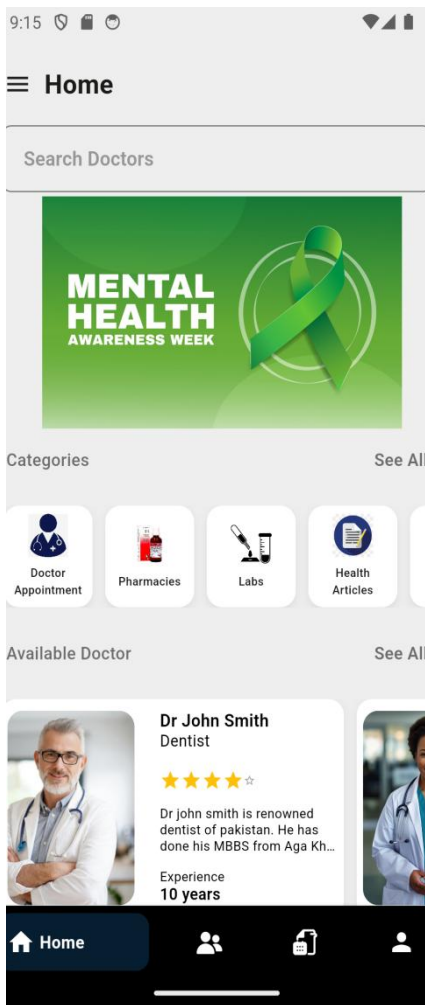 9:15
Home
Search Doctors
MENTAL
HEALTH
AWARENESS WEEK
Categories
See All
Doctor
Appointment
Pharmacies
Labs
Health
Articles
Available Doctor
See All
Dr John Smith
Dentist
Dr john smith is renowned
dentist of pakistan. He has
done his MBBS from Aga Kh...
Experience
10 years
Home